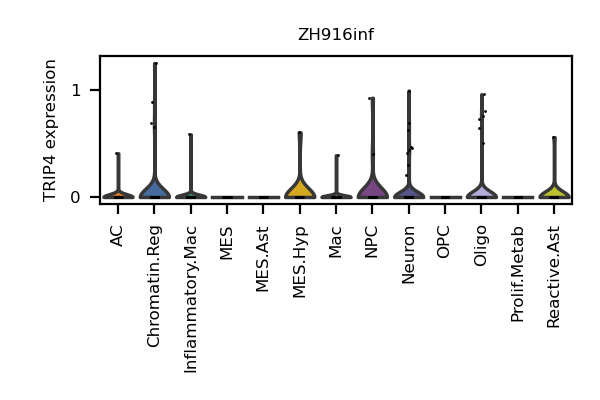 ZH916inf
TRIP4 expression
1
0
AC
Chromatin.Reg
Inflammatory.Mac
MES
MES.Ast
MES.Hyp
Mac
NPC
Neuron
OPC
Oligo
Prolif.Metab
Reactive.Ast